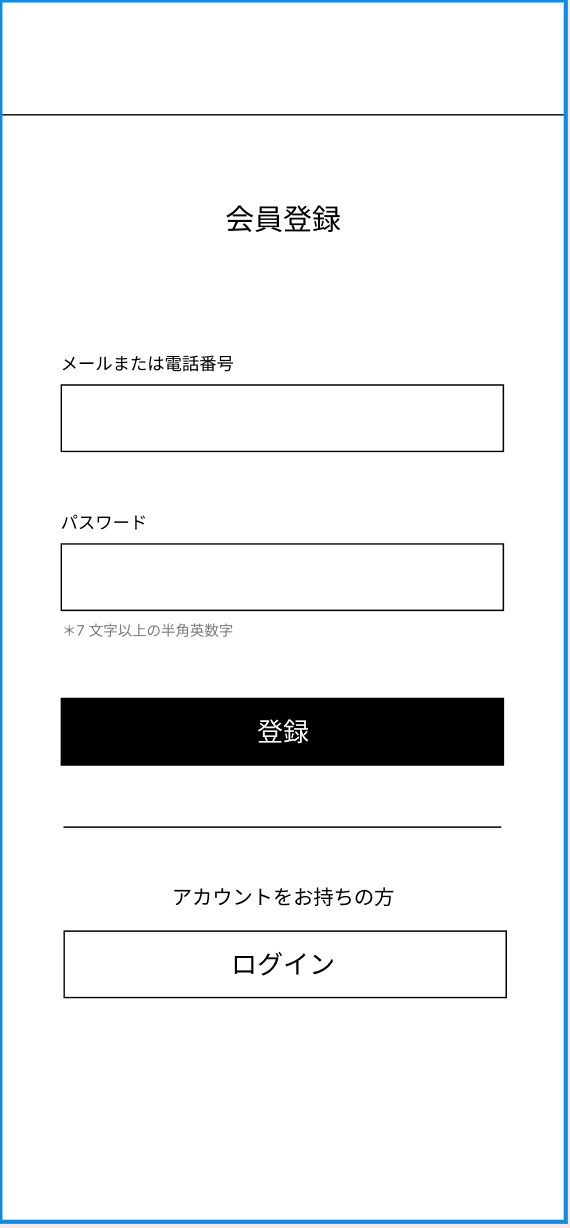 会員登録
メールまたは電話番号
パスワード
＊7 文字以上の半角英数字
登録
アカウントをお持ちの方
ログイン